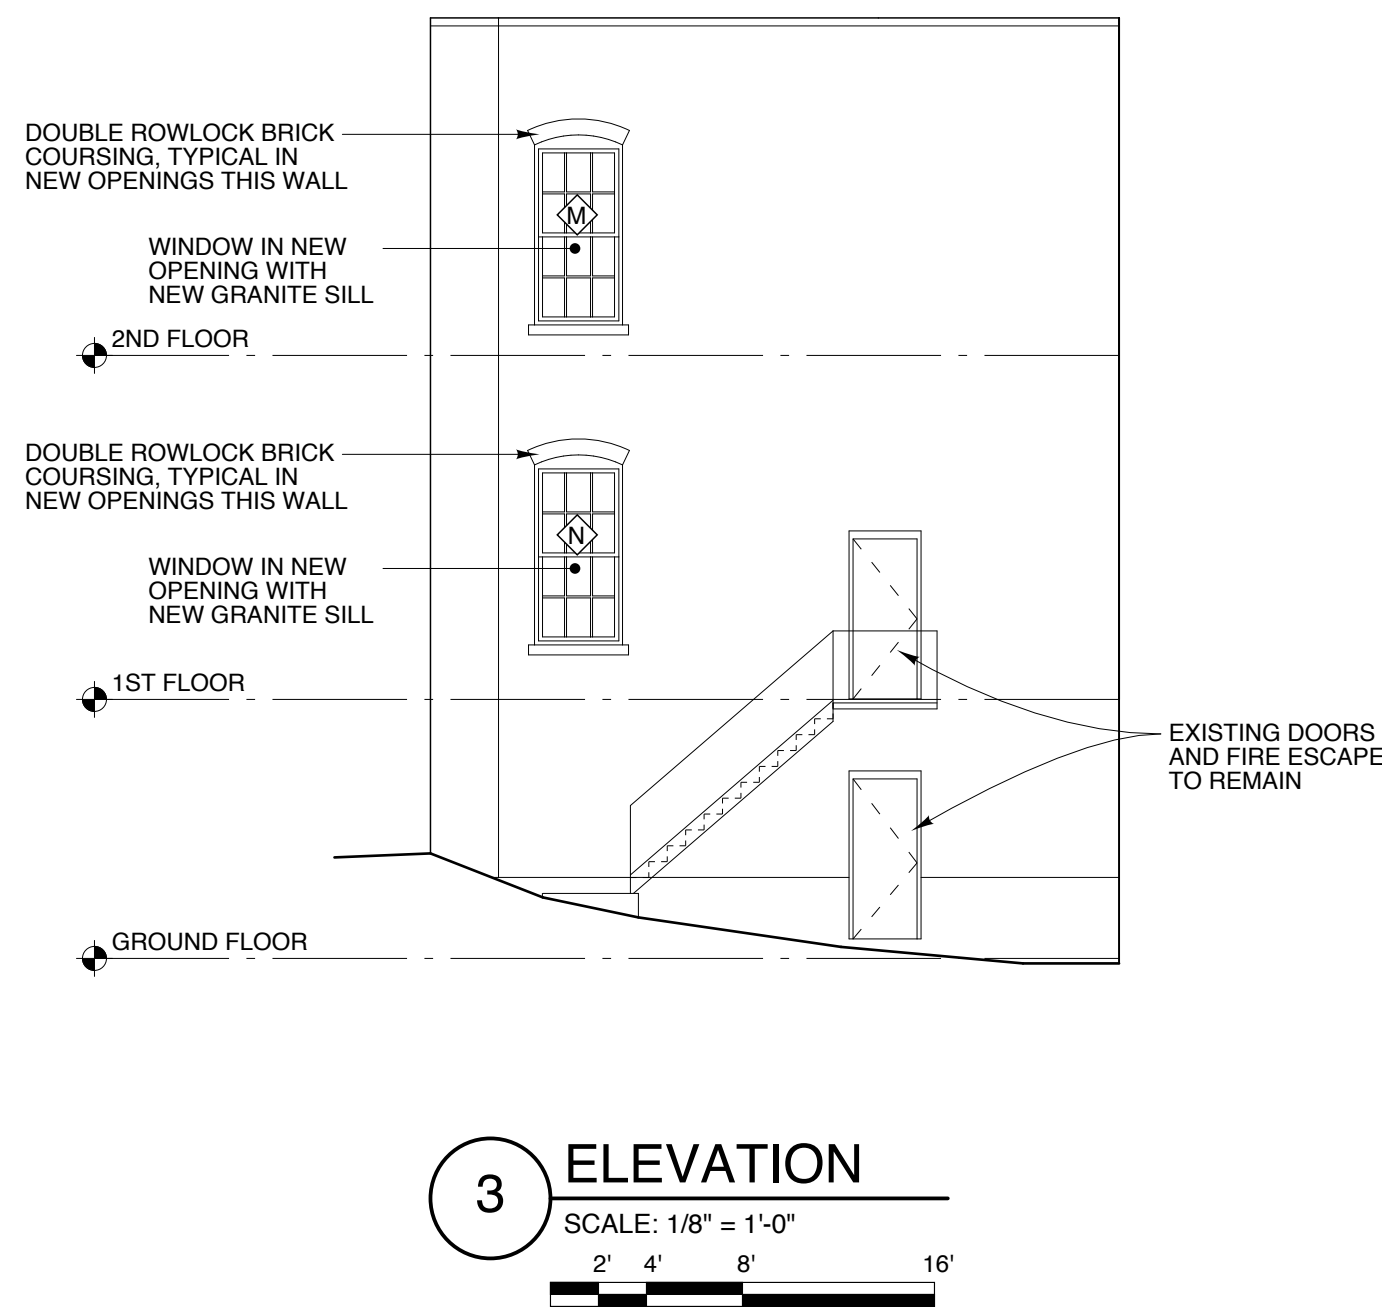 DOUBLE ROWLOCK BRICK
COURSING, TYPICAL IN
NEW OPENINGS THIS WALL
M
WINDOW IN NEW
OPENING WITH
NEW GRANITE SILL
2ND FLOOR
DOUBLE ROWLOCK BRICK
COURSING, TYPICAL IN
NEW OPENINGS THIS WALL
N
WINDOW IN NEW
OPENING WITH
NEW GRANITE SILL
1ST FLOOR
EXISTING DOORS
AND FIRE ESCAPE
TO REMAIN
GROUND FLOOR
3
ELEVATION
SCALE: 1/8" = 1'-0"
2' 4' 8' 16'